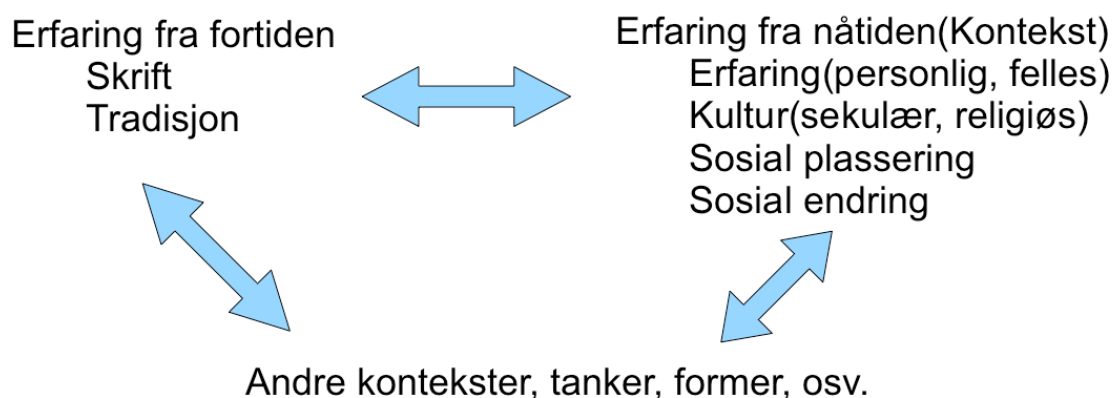 Erfaring fra fortiden
Skrift
Tradisjon
Erfaring fra nåtiden(Kontekst)
Erfaring(personlig, felles)
Kultur(sekulær, religiøs)
Sosial plassering
Sosial endring
Andre kontekster, tanker, former, osv.